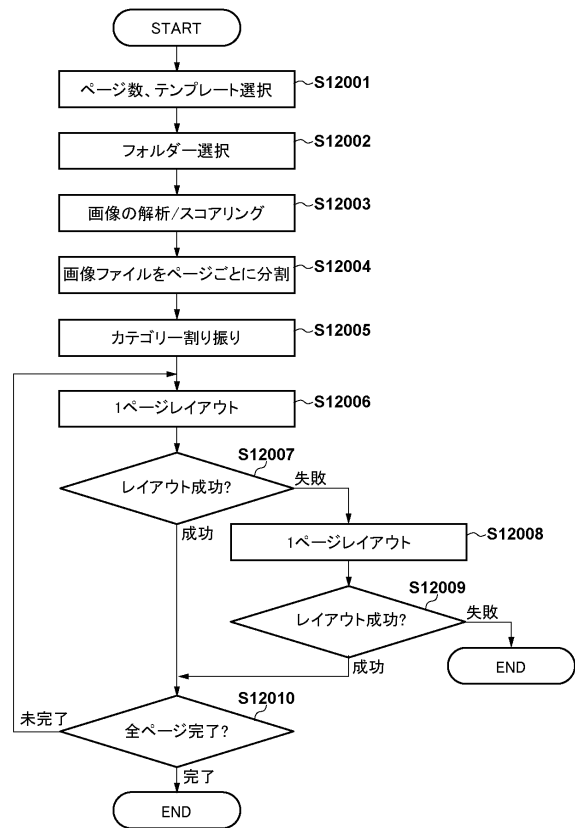 START
ページ数、テンプレート選択
S12001
フォルダー選択
S12002
画像の解析/スコアリング
S12003
画像ファイルをページごとに分割
S12004
カテゴリー割り振り
S12005
1ページレイアウト
S12006
S12007
レイアウト成功?
失敗
成功
1ページレイアウト
S12008
S12009
レイアウト成功?
失敗
成功
END
S12010
全ページ完了?
未完了
完了
END